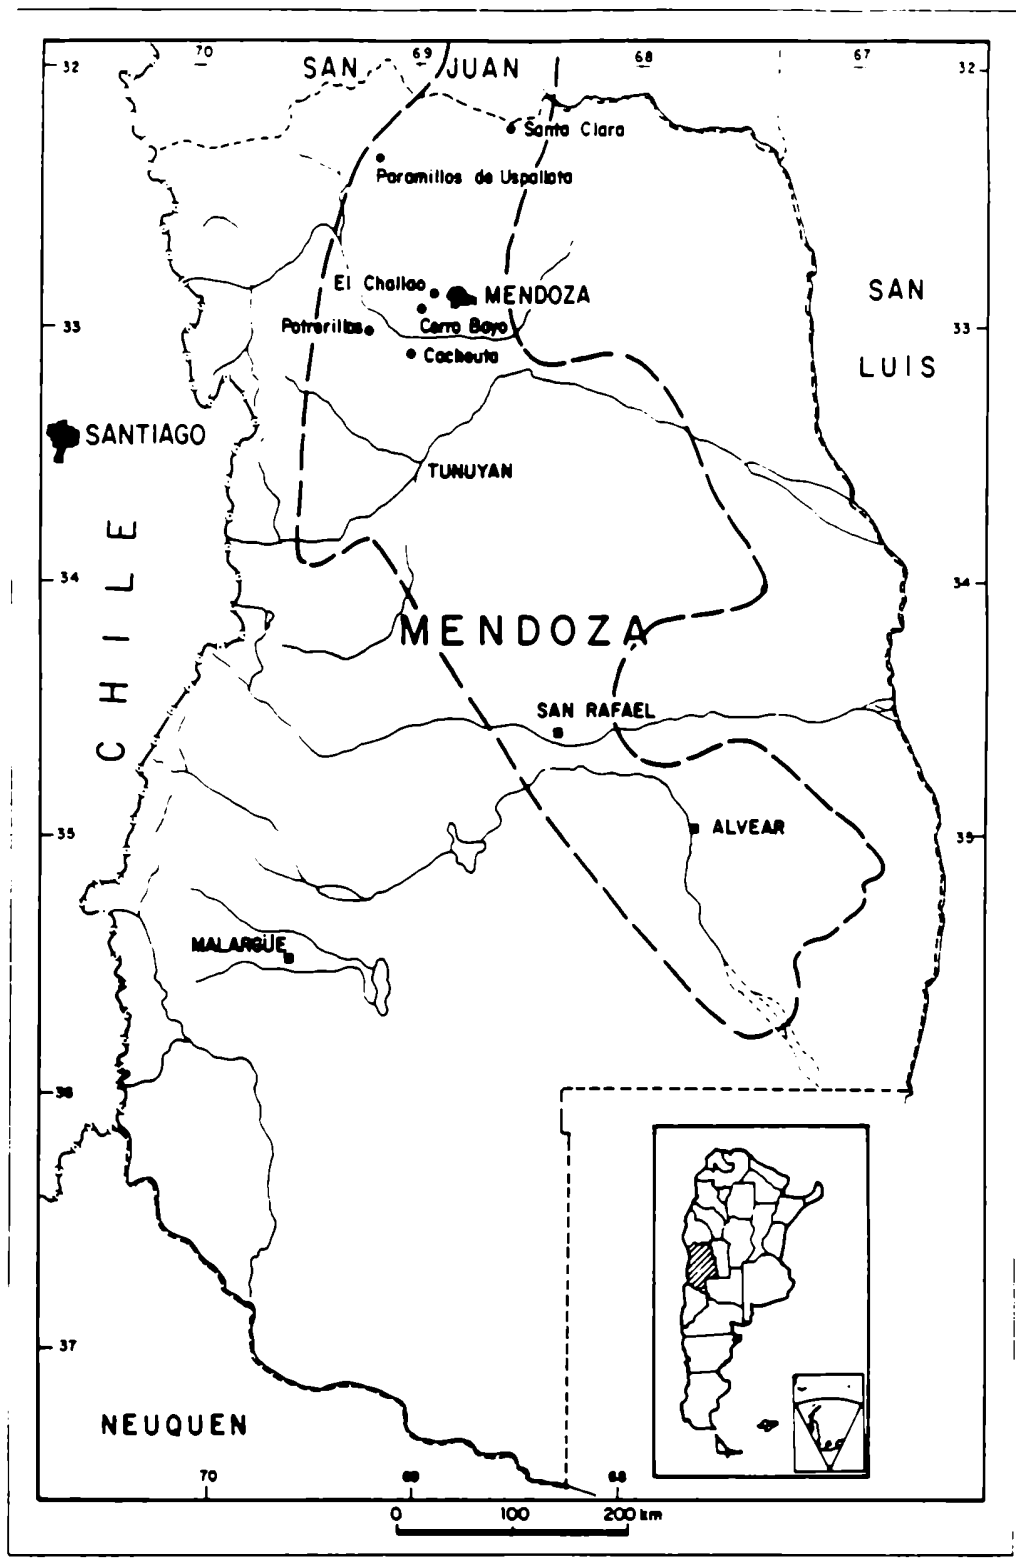 70 69 68 67
32 SAN JUAN 32
Santa Clara
Paramillos de Uspallata
El Challao
MENDOZA
SAN
Potrerillos
Cerro Bayo
33 33
Cacheuta
LUIS
SANTIAGO
TUNUYAN
CHILE
34 34
MENDOZA
SAN RAFAEL
35 35
ALVEAR
MALARGÜE
36
37
NEUQUEN
70 69 68
0 100 200 km